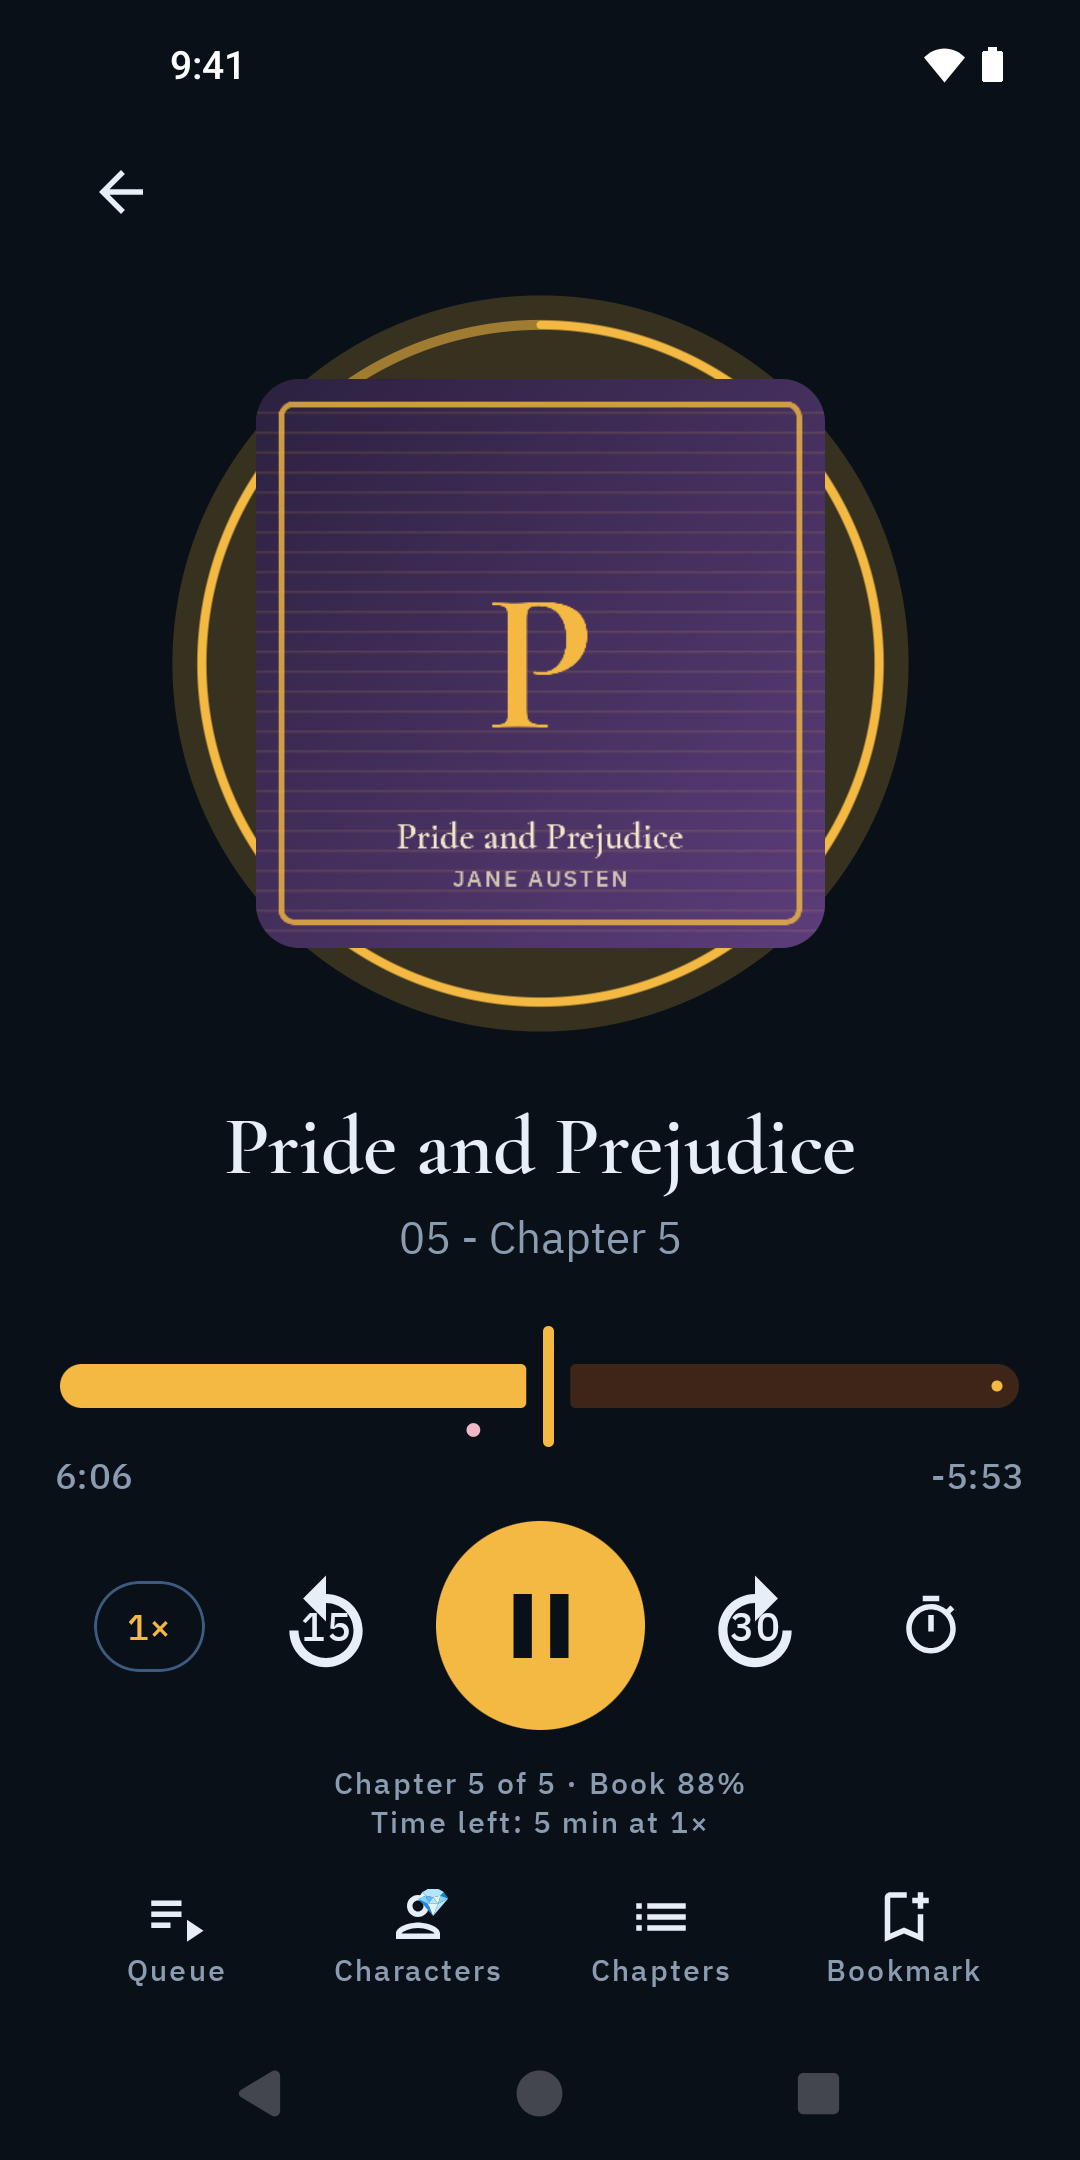 9:41
P
Pride and Prejudice
JANE AUSTEN
Pride and Prejudice
05 - Chapter 5
6:06
-5:53
1×
15
30
Chapter 5 of 5 · Book 88%
Time left: 5 min at 1×
Queue
Characters
Chapters
Bookmark